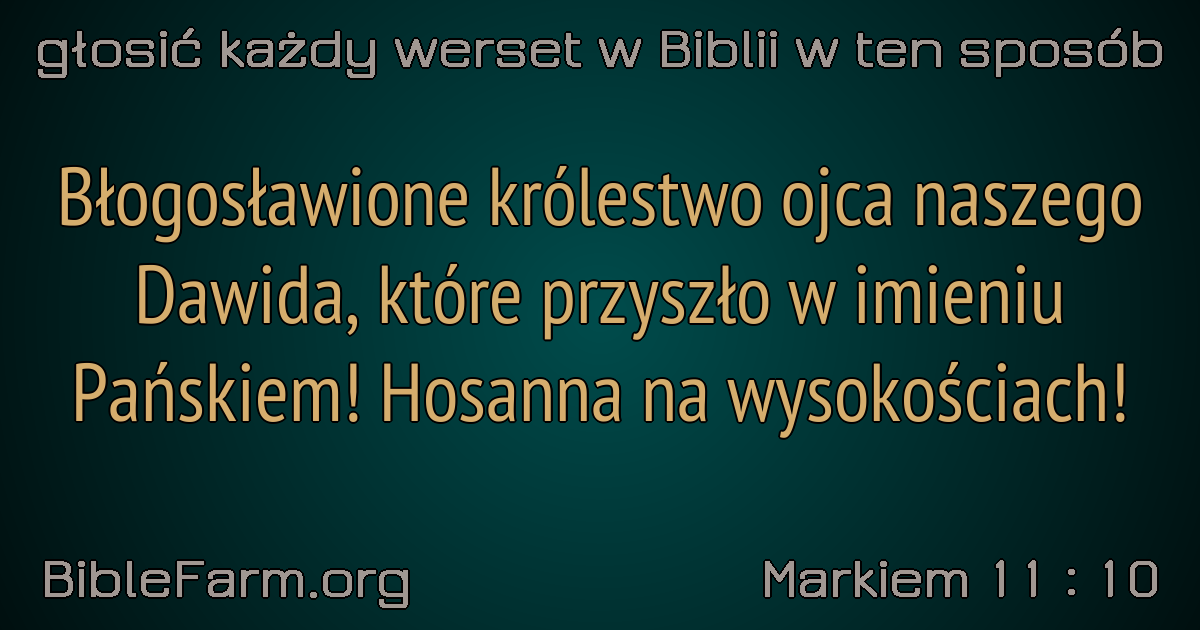 głosić każdy werset w Biblii w ten sposób
Błogosławione królestwo ojca naszego
Dawida, które przyszło w imieniu
Pańskiem! Hosanna na wysokościach!
BibleFarm.org
Markiem 11 : 10